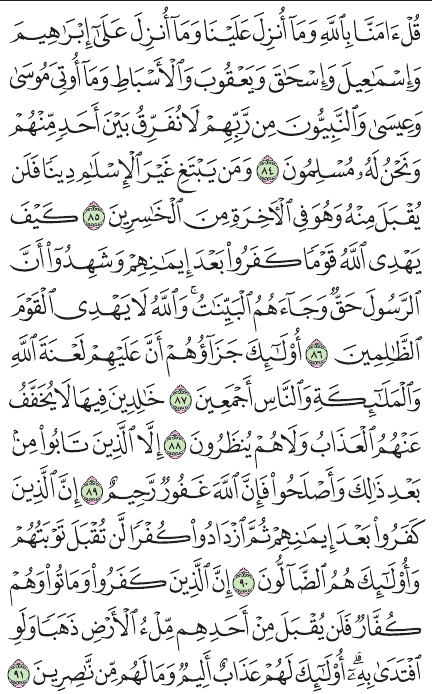 قُلْ ءَامَنَّا بِٱللَّهِ وَمَآ أُنزِلَ عَلَيْنَا وَمَآ أُنزِلَ عَلَىٰٓ إِبْرَٰهِيمَ
وَإِسْمَٰعِيلَ وَإِسْحَٰقَ وَيَعْقُوبَ وَٱلْأَسْبَاطِ وَمَآ أُوتِىَ مُوسَىٰ
وَعِيسَىٰ وَٱلنَّبِيُّونَ مِن رَّبِّهِمْ لَا نُفَرِّقُ بَيْنَ أَحَدٍ مِّنْهُمْ
وَنَحْنُ لَهُۥ مُسْلِمُونَ ٨٤ وَمَن يَبْتَغِ غَيْرَ ٱلْإِسْلَٰمِ دِينًا فَلَن
يُقْبَلَ مِنْهُ وَهُوَ فِى ٱلْأَخِرَةِ مِنَ ٱلْخَٰسِرِينَ ٨٥ كَيْفَ
يَهْدِى ٱللَّهُ قَوْمًا كَفَرُوا۟ بَعْدَ إِيمَٰنِهِمْ وَشَهِدُوٓا۟ أَنَّ
ٱلرَّسُولَ حَقٌّ وَجَآءَهُمُ ٱلْبَيِّنَٰتُ ۚ وَٱللَّهُ لَا يَهْدِى ٱلْقَوْمَ
ٱلظَّٰلِمِينَ ٨٦ أُو۟لَٰٓئِكَ جَزَآؤُهُمْ أَنَّ عَلَيْهِمْ لَعْنَةَ ٱللَّهِ
وَٱلْمَلَٰٓئِكَةِ وَٱلنَّاسِ أَجْمَعِينَ ٨٧ خَٰلِدِينَ فِيهَا لَا يُخَفَّفُ
عَنْهُمُ ٱلْعَذَابُ وَلَا هُمْ يُنظَرُونَ ٨٨ إِلَّا ٱلَّذِينَ تَابُوا۟ مِنۢ
بَعْدِ ذَٰلِكَ وَأَصْلَحُوا۟ فَإِنَّ ٱللَّهَ غَفُورٌ رَّحِيمٌ ٨٩ إِنَّ ٱلَّذِينَ
كَفَرُوا۟ بَعْدَ إِيمَٰنِهِمْ ثُمَّ ٱزْدَادُوا۟ كُفْرًا لَّن تُقْبَلَ تَوْبَتُهُمْ
وَأُو۟لَٰٓئِكَ هُمُ ٱلضَّآلُّونَ ٩٠ إِنَّ ٱلَّذِينَ كَفَرُوا۟ وَمَاتُوا۟ وَهُمْ
كُفَّارٌ فَلَن يُقْبَلَ مِنْ أَحَدِهِم مِّلْءُ ٱلْأَرْضِ ذَهَبًا وَلَوِ
ٱفْتَدَىٰ بِهِۦٓ ۗ أُو۟لَٰٓئِكَ لَهُمْ عَذَابٌ أَلِيمٌ وَمَا لَهُم مِّن نَّٰصِرِينَ ٩١